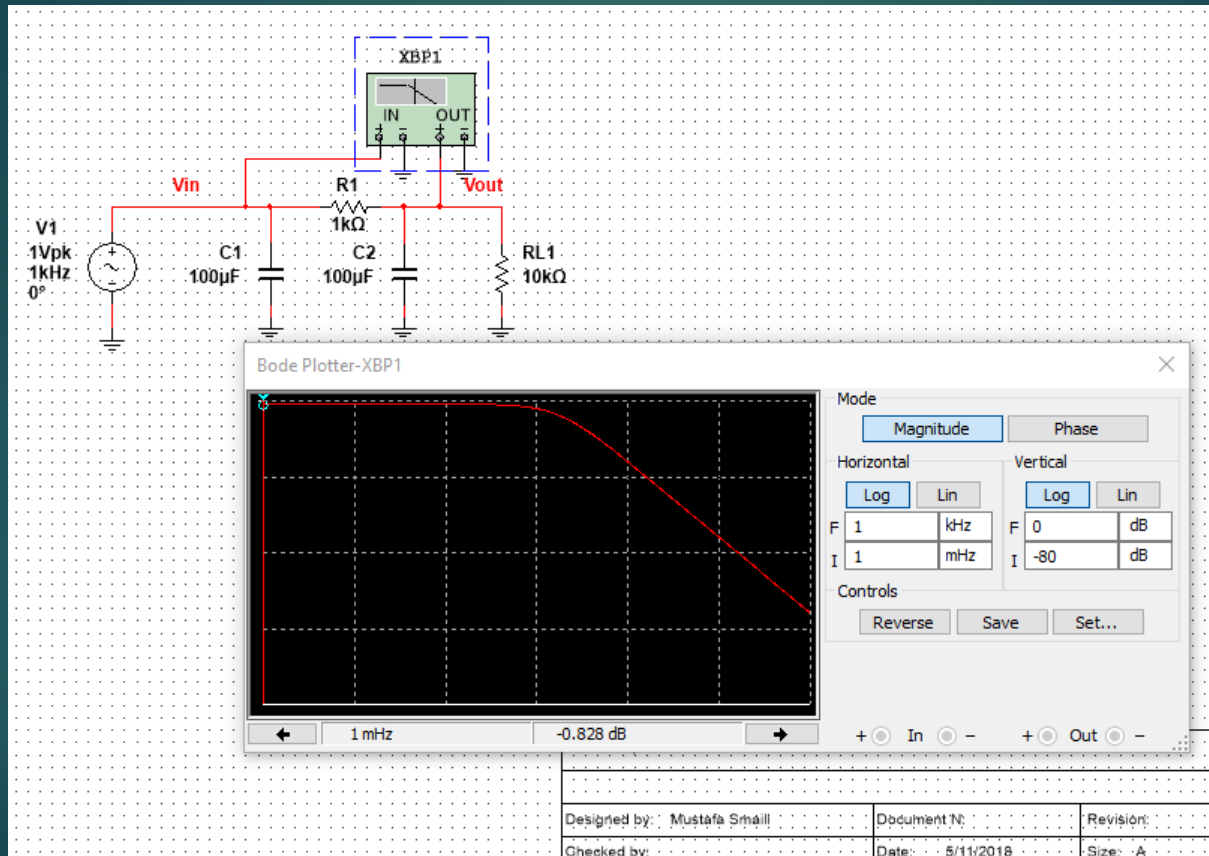 XBP1
IN OUT
Vin
R1
Vout
1kΩ
V1
1Vpk
1kHz
0°
C1
100µF
C2
100µF
RL1
10kΩ
Bode Plotter-XBP1
Mode
Magnitude Phase
Horizontal Vertical
Log Lin Log Lin
F 1 kHz F 0 dB
I 1 mHz I -80 dB
Controls
Reverse Save Set...
1 mHz -0.828 dB
+ In − + Out −
Designed by: Mustafa Smaill Document N: Revision:
Checked by: Date: 5/11/2018 Size: A